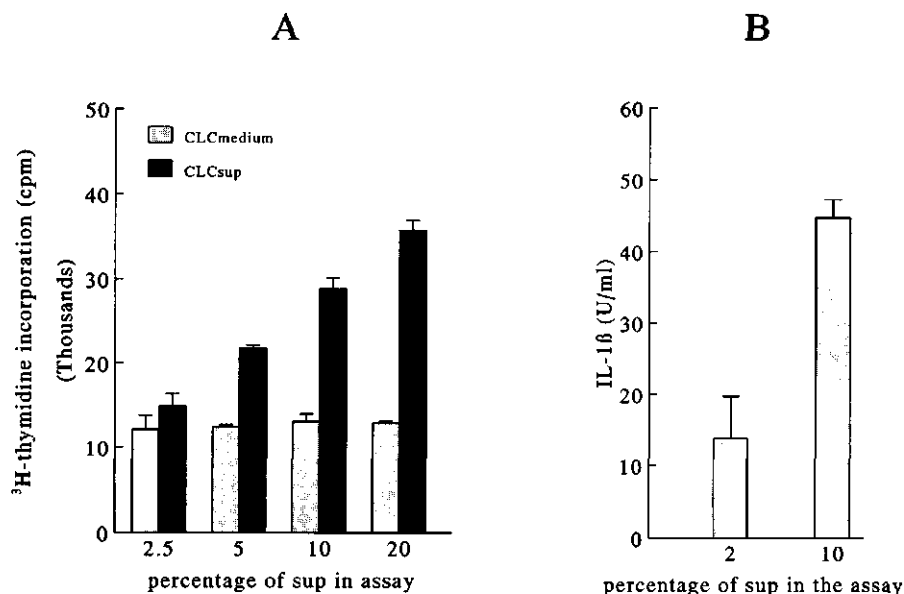 A
B
50
40
30
20
10
0
³H-thymidine incorporation (cpm)
(Thousands)
CLCmedium
CLCsup
2.5 5 10 20
percentage of sup in assay
60
50
40
30
20
10
0
IL-1ß (U/ml)
2 10
percentage of sup in the assay